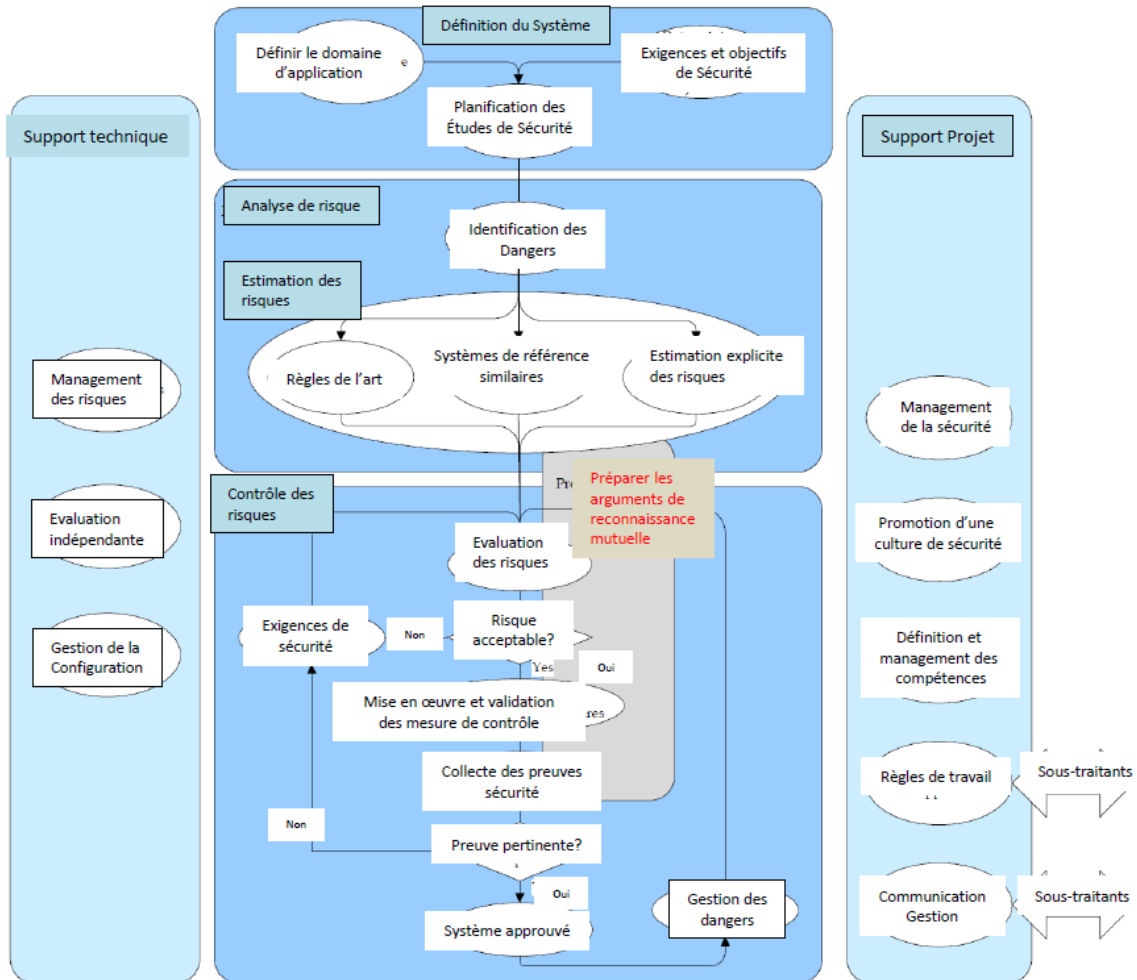 Définition du Système
Définir le domaine
d'application
Exigences et objectifs
de Sécurité
Planification des
Études de Sécurité
Support technique
Management
des risques
Evaluation
indépendante
Gestion de la
Configuration
Analyse de risque
Identification des
Dangers
Estimation des
risques
Règles de l'art
Systèmes de référence
similaires
Estimation explicite
des risques
Contrôle des
risques
Préparer les
arguments de
reconnaissance
mutuelle
Evaluation
des risques
Exigences de
sécurité
Non
Risque
acceptable?
Yes
Oui
Mise en œuvre et validation
des mesure de contrôle
Collecte des preuves
sécurité
Non
Preuve pertinente?
Oui
Système approuvé
Gestion des
dangers
Support Projet
Management
de la sécurité
Promotion d'une
culture de sécurité
Définition et
management des
compétences
Règles de travail
Sous-traitants
Communication
Gestion
Sous-traitants